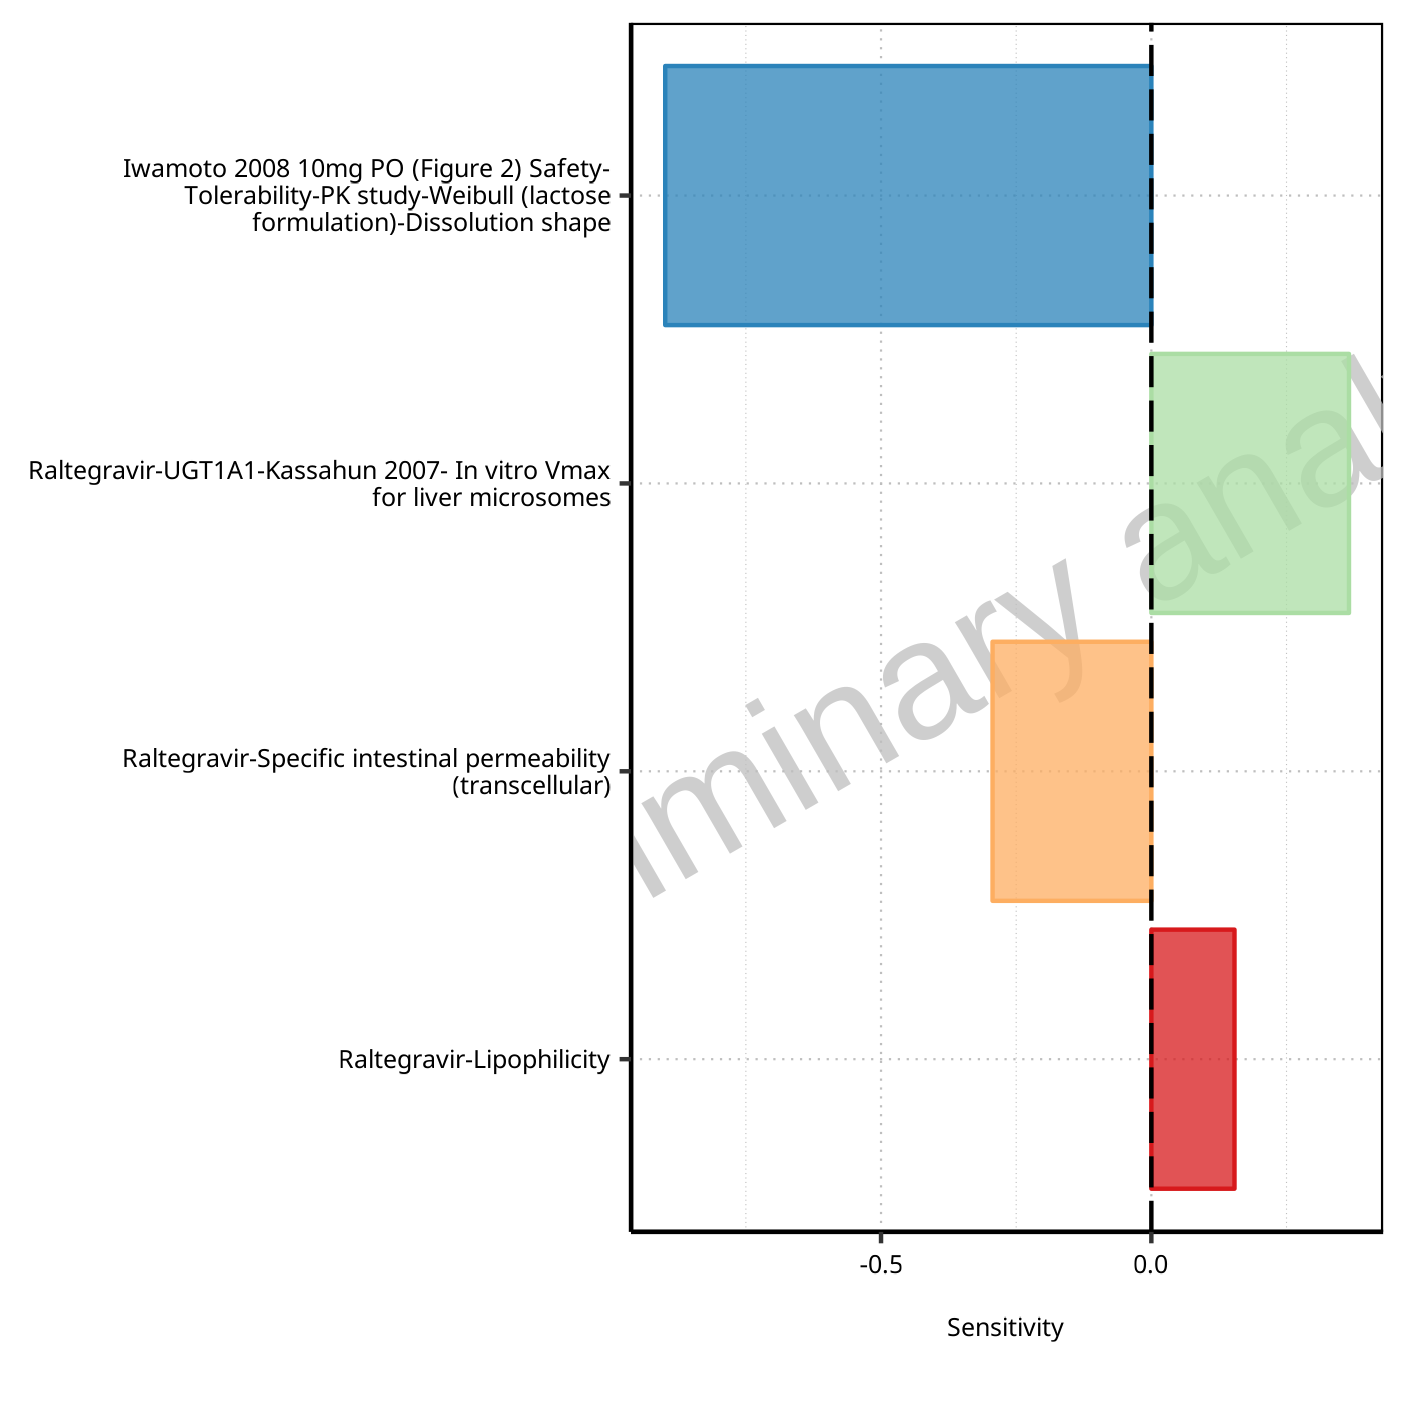 Iwamoto 2008 10mg PO (Figure 2) Safety-
Tolerability-PK study-Weibull (lactose
formulation)-Dissolution shape
Raltegravir-UGT1A1-Kassahun 2007- In vitro Vmax
for liver microsomes
Raltegravir-Specific intestinal permeability
(transcellular)
Raltegravir-Lipophilicity
minary ana
-0.5 0.0
Sensitivity